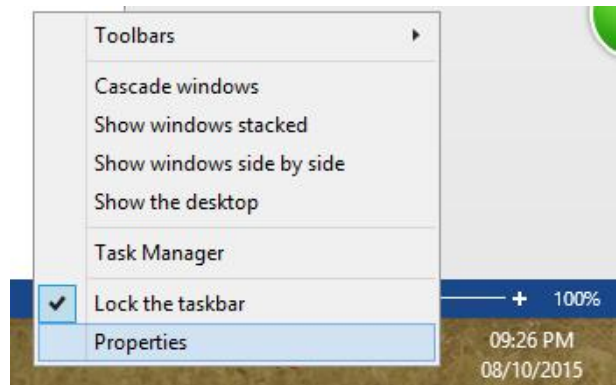 Toolbars
Cascade windows
Show windows stacked
Show windows side by side
Show the desktop
Task Manager
Lock the taskbar
100%
Properties
09:26 PM
08/10/2015